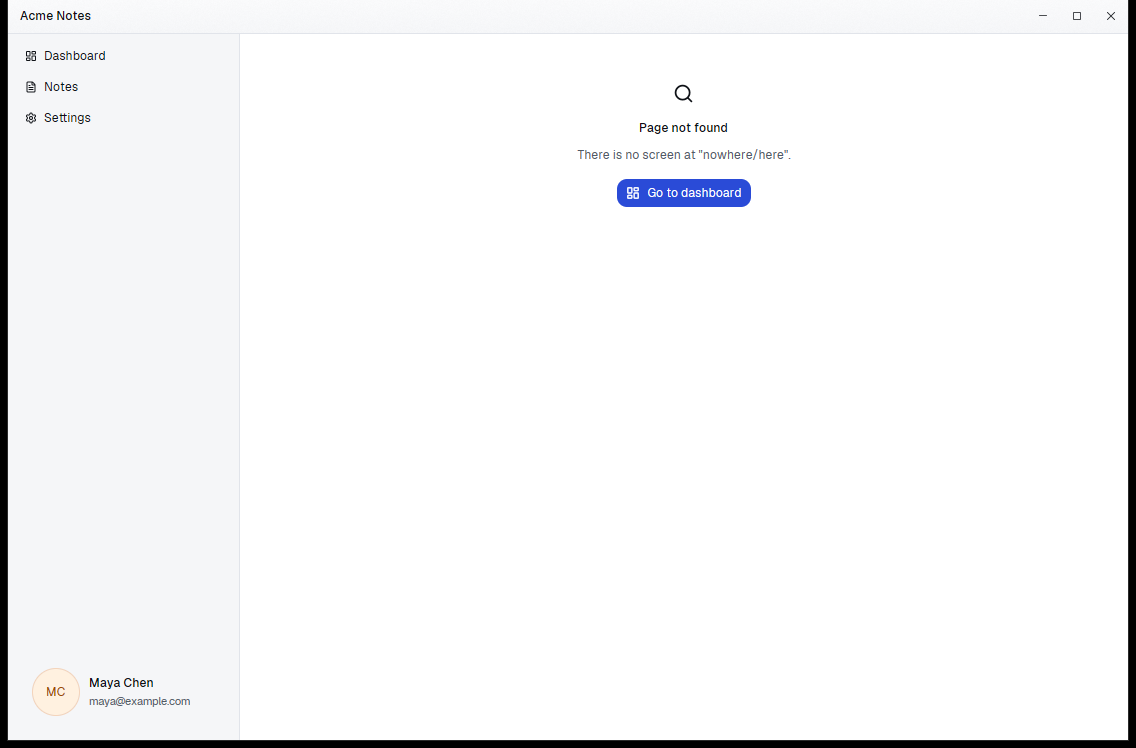 Acme Notes
Dashboard
Notes
Settings
Page not found
There is no screen at "nowhere/here".
Go to dashboard
MC
Maya Chen
maya@example.com